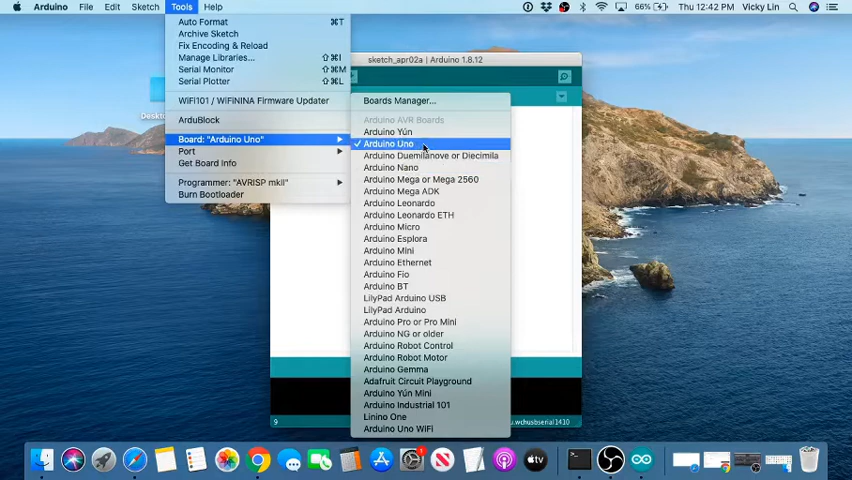 Arduino File Edit Sketch Tools Help 66% Thu 12:42 PM Vicky Lin
Auto Format ⌘T
Archive Sketch
Fix Encoding & Reload
Manage Libraries... ⇧⌘I
Serial Monitor ⇧⌘M
Serial Plotter ⇧⌘L
WiFi101 / WiFiNINA Firmware Updater
ArduBlock
Board: "Arduino Uno"
Port
Get Board Info
Programmer: "AVRISP mkII"
Burn Bootloader
sketch_apr02a | Arduino 1.8.12
Boards Manager...
Arduino AVR Boards
Arduino Yún
✓ Arduino Uno
Arduino Duemilanove or Diecimila
Arduino Nano
Arduino Mega or Mega 2560
Arduino Mega ADK
Arduino Leonardo
Arduino Leonardo ETH
Arduino Micro
Arduino Esplora
Arduino Mini
Arduino Ethernet
Arduino Fio
Arduino BT
LilyPad Arduino USB
LilyPad Arduino
Arduino Pro or Pro Mini
Arduino NG or older
Arduino Robot Control
Arduino Robot Motor
Arduino Gemma
Adafruit Circuit Playground
Arduino Yún Mini
Arduino Industrial 101
Linino One
Arduino Uno WiFi
9
u.wchusbserial1410
tv